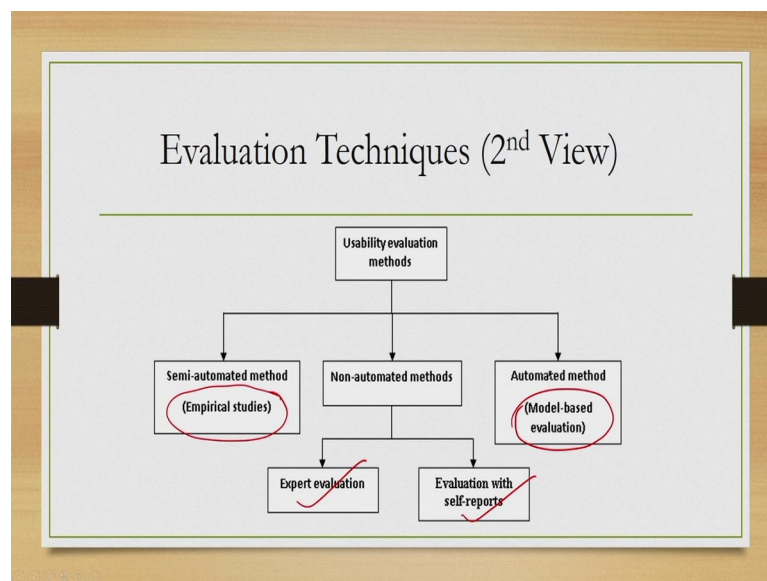 Evaluation Techniques (2nd View)
Usability evaluation
methods
Semi-automated method
(Empirical studies)
Non-automated methods
Automated method
(Model-based
evaluation)
Expert evaluation
Evaluation with
self-reports